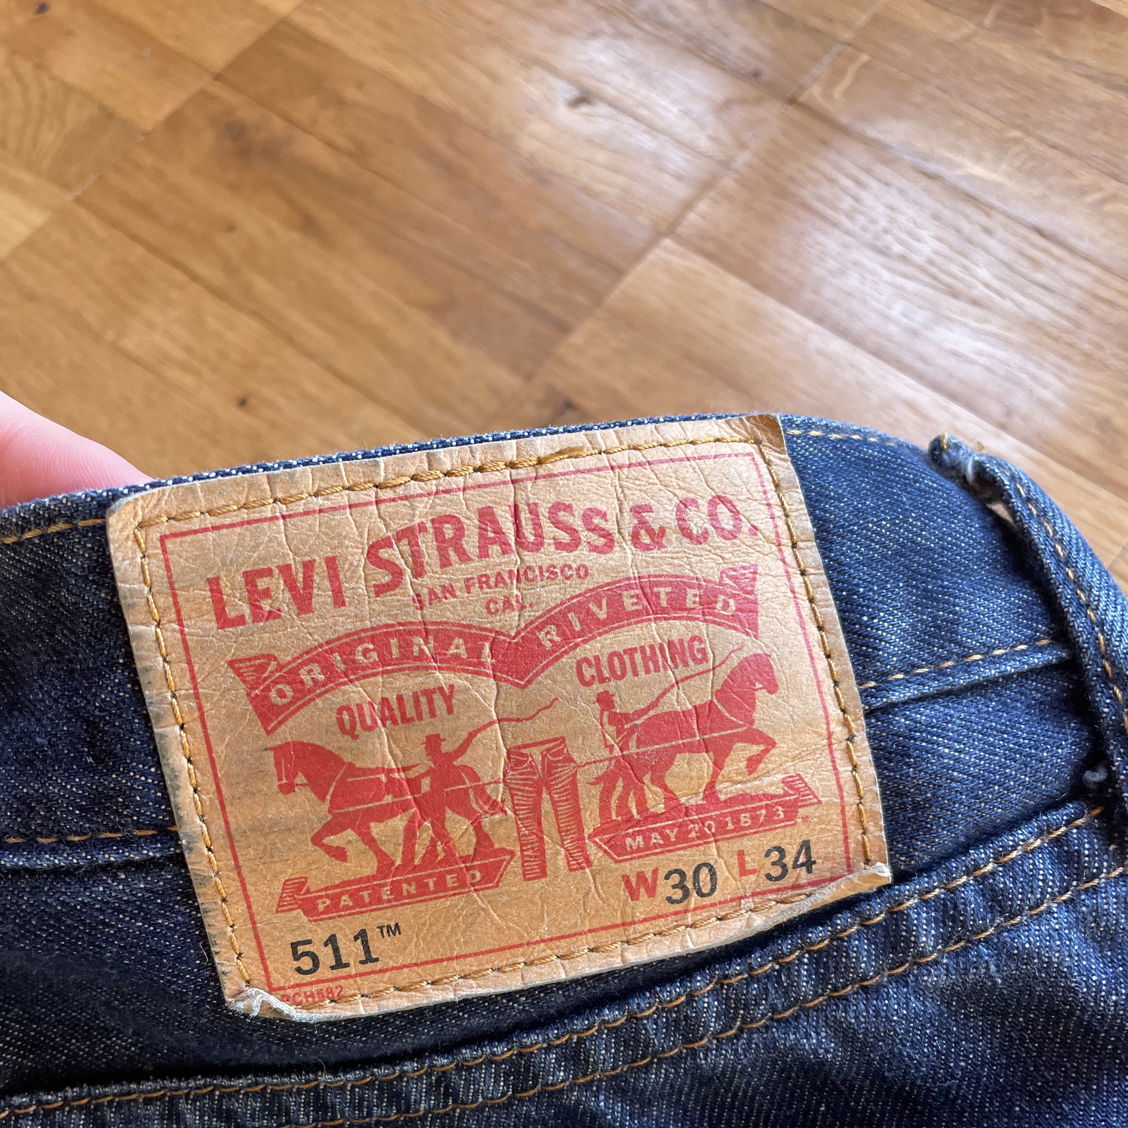 LEVI STRAUSS & CO.
SAN FRANCISCO
CAL.
ORIGINAL RIVETED
QUALITY CLOTHING
PATENTED MAY 20 1873
W30 L34
511™